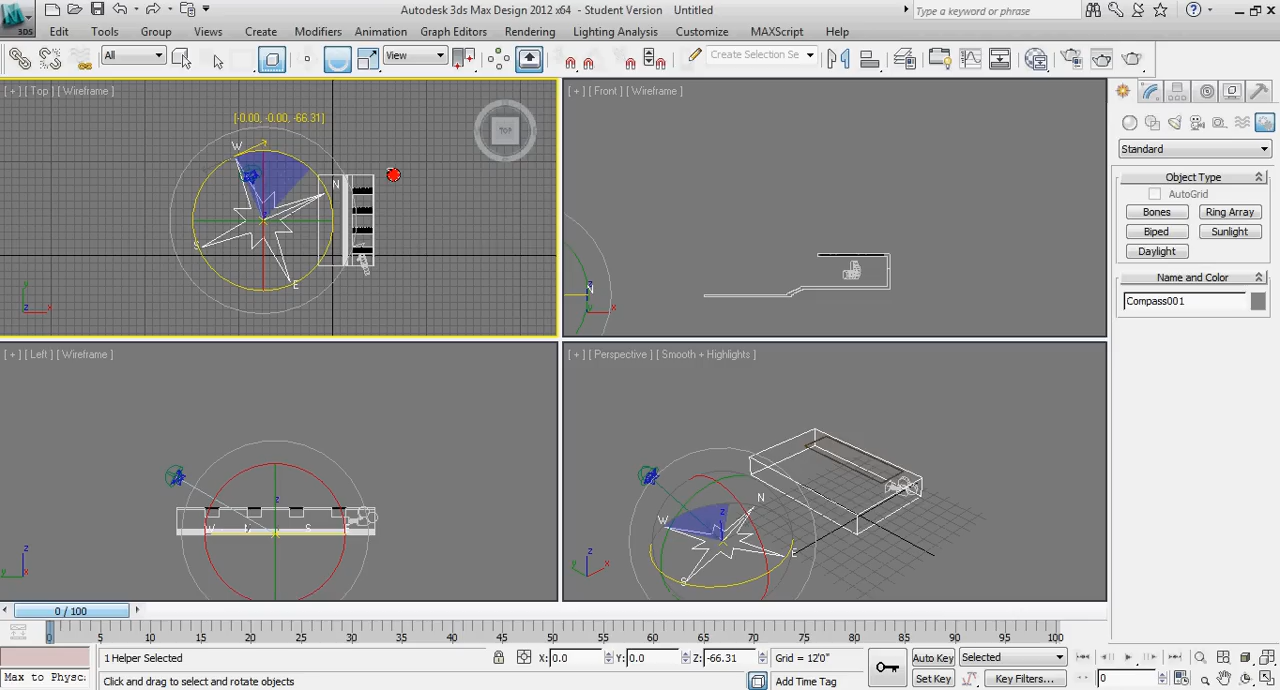 Autodesk 3ds Max Design 2012 x64 - Student Version Untitled
Type a keyword or phrase
3DS
Edit Tools Group Views Create Modifiers Animation Graph Editors Rendering Lighting Analysis Customize MAXScript Help
All
View
Create Selection Se
[ + ] [ Top ] [ Wireframe ]
[-0.00, -0.00, -66.31]
TOP
W
N
S
E
y
z x
[ + ] [ Front ] [ Wireframe ]
N
z
x
[ + ] [ Left ] [ Wireframe ]
z
W N S
z
y
[ + ] [ Perspective ] [ Smooth + Highlights ]
N
W
z
E
S
z
x
Standard
Object Type
AutoGrid
Bones Ring Array
Biped Sunlight
Daylight
Name and Color
Compass001
0 / 100
0 5 10 15 20 25 30 35 40 45 50 55 60 65 70 75 80 85 90 95 100
1 Helper Selected
X: 0.0 Y: 0.0 Z: -66.31 Grid = 12'0"
Auto Key Selected
Max to Physc:
Click and drag to select and rotate objects
Add Time Tag
Set Key Key Filters... 0